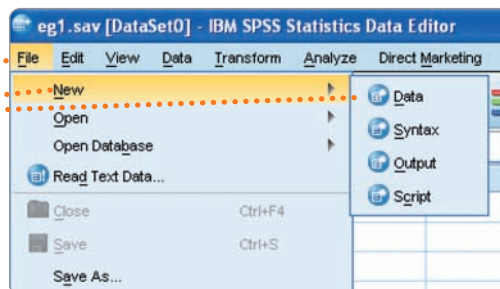 eg1.sav [DataSet0] - IBM SPSS Statistics Data Editor
File Edit View Data Transform Analyze Direct Marketing
New
Open
Open Database
Read Text Data...
Close Ctrl+F4
Save Ctrl+S
Save As...
Data
Syntax
Output
Script